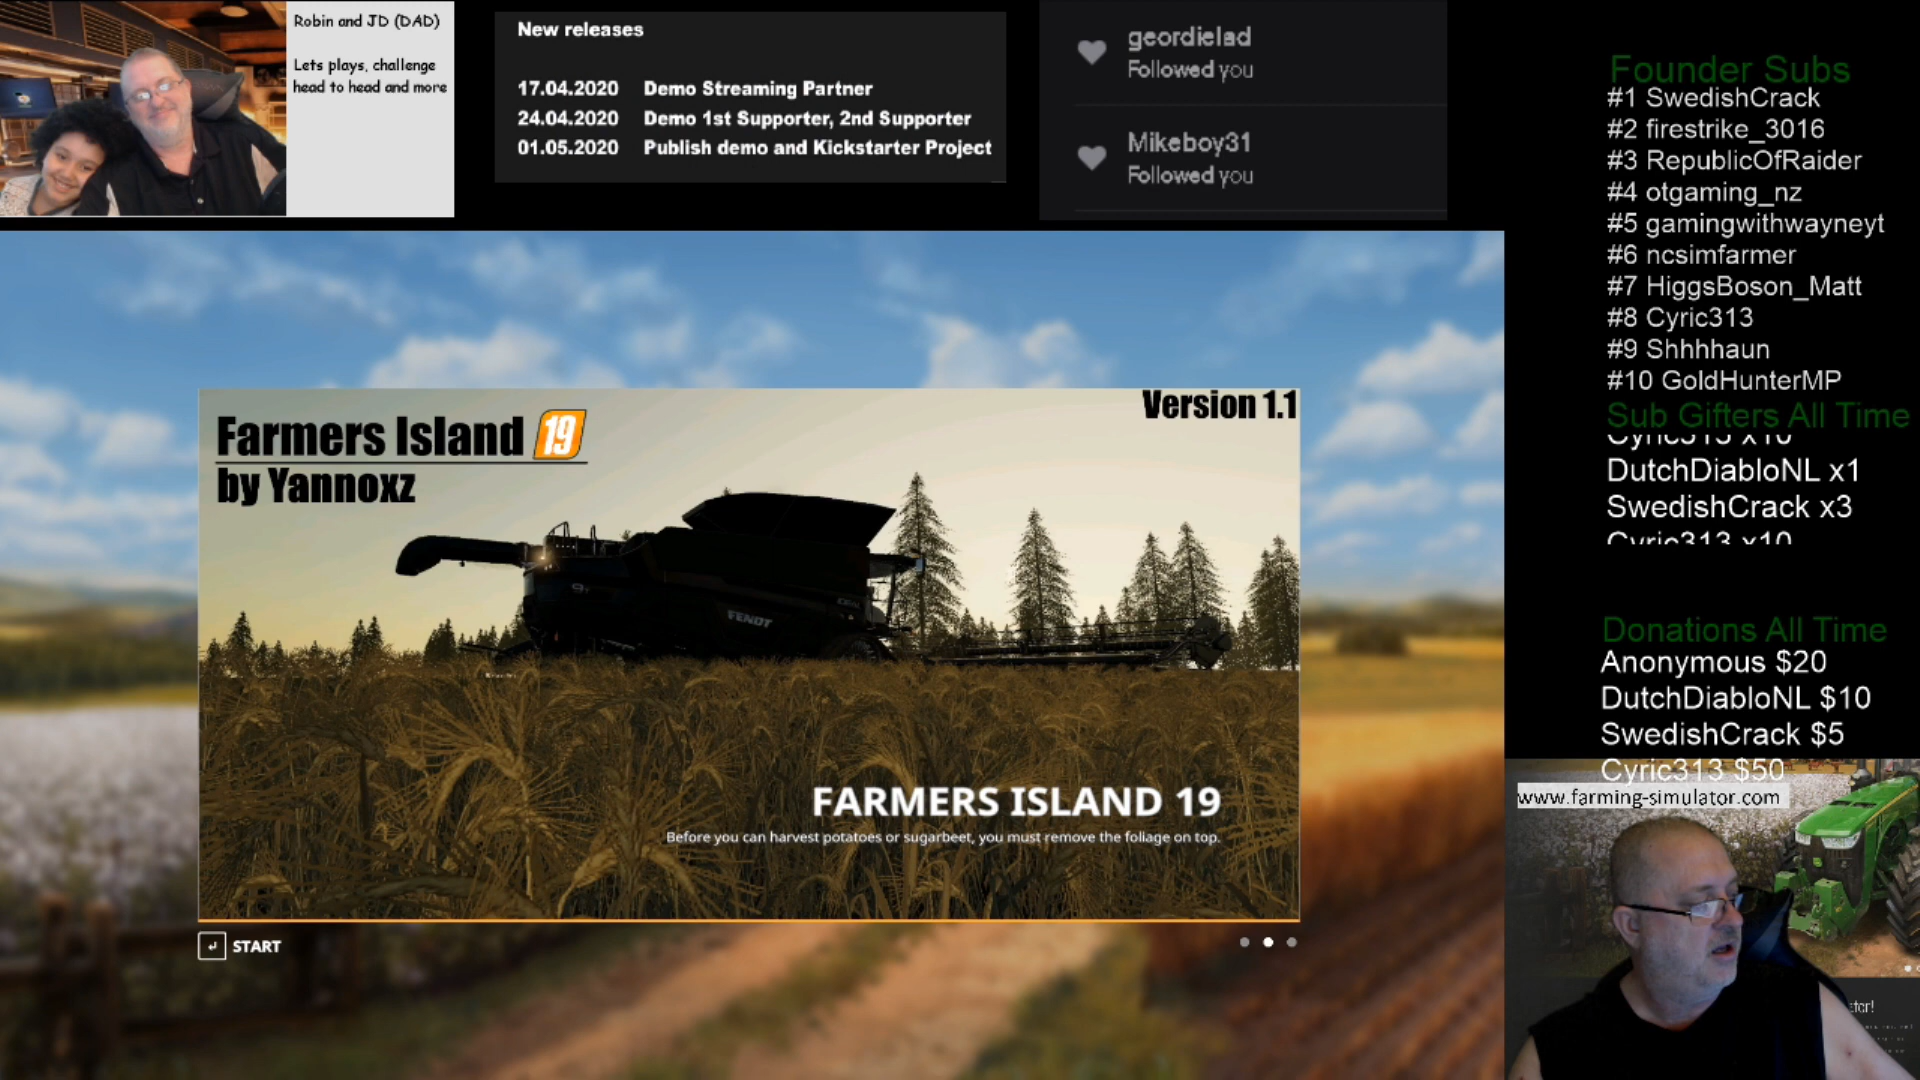 Robin and JD (DAD)
Lets plays, challenge
head to head and more
New releases
17.04.2020 Demo Streaming Partner
24.04.2020 Demo 1st Supporter, 2nd Supporter
01.05.2020 Publish demo and Kickstarter Project
geordielad
Followed you
Mikeboy31
Followed you
Founder Subs
#1 SwedishCrack
#2 firestrike_3016
#3 RepublicOfRaider
#4 otgaming_nz
#5 gamingwithwayneyt
#6 ncsimfarmer
#7 HiggsBoson_Matt
#8 Cyric313
#9 Shhhhaun
#10 GoldHunterMP
Sub Gifters All Time
Cyric313 x10
DutchDiabloNL x1
SwedishCrack x3
Cyric313 x10
Donations All Time
Anonymous $20
DutchDiabloNL $10
SwedishCrack $5
Cyric313 $50
www.farming-simulator.com
Version 1.1
Farmers Island 19
by Yannoxz
FENDT
FARMERS ISLAND 19
Before you can harvest potatoes or sugarbeet, you must remove the foliage on top.
START